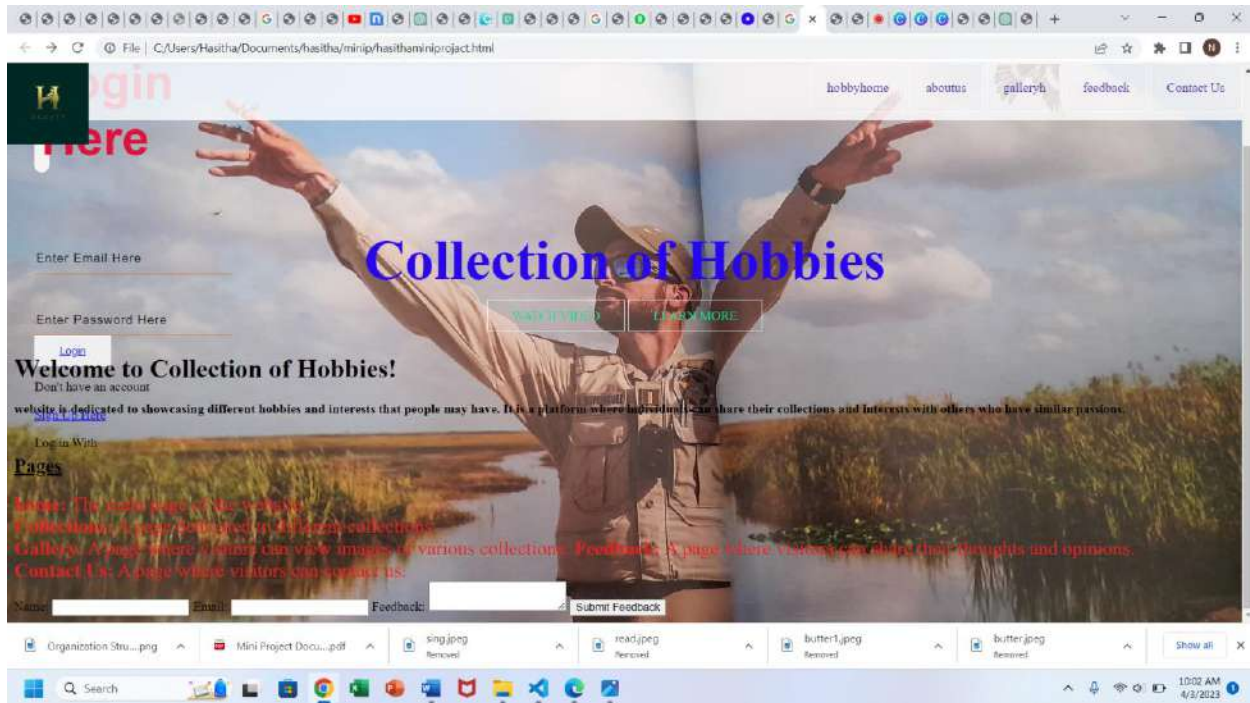 File | C:/Users/Hasitha/Documents/hasitha/minip/hasithaminiprojact.html
N
H
Login
Here
hobbyhome aboutus galleryh feedback Contact Us
Enter Email Here
Collection of Hobbies
Enter Password Here
WATCH VIDEO LEARN MORE
Login
Welcome to Collection of Hobbies!
Don't have an account
website is dedicated to showcasing different hobbies and interests that people may have. It is a platform where individuals can share their collections and Interests with others who have similar passions.
Sign Up Here
Log in With
Pages
home: The main page of the website.
Collections: A page dedicated to different collections.
Gallery: A page where visitors can view images of various collections. Feedback: A page where visitors can share their thoughts and opinions.
Contact Us: A page where visitors can contact us.
Name: Email: Feedback: Submit Feedback
Organization Stru....png Mini Project Docu....pdf sing.jpeg read.jpeg butter1.jpeg butter.jpeg Show all
Removed Removed Removed Removed
Search
10:02 AM
4/3/2023